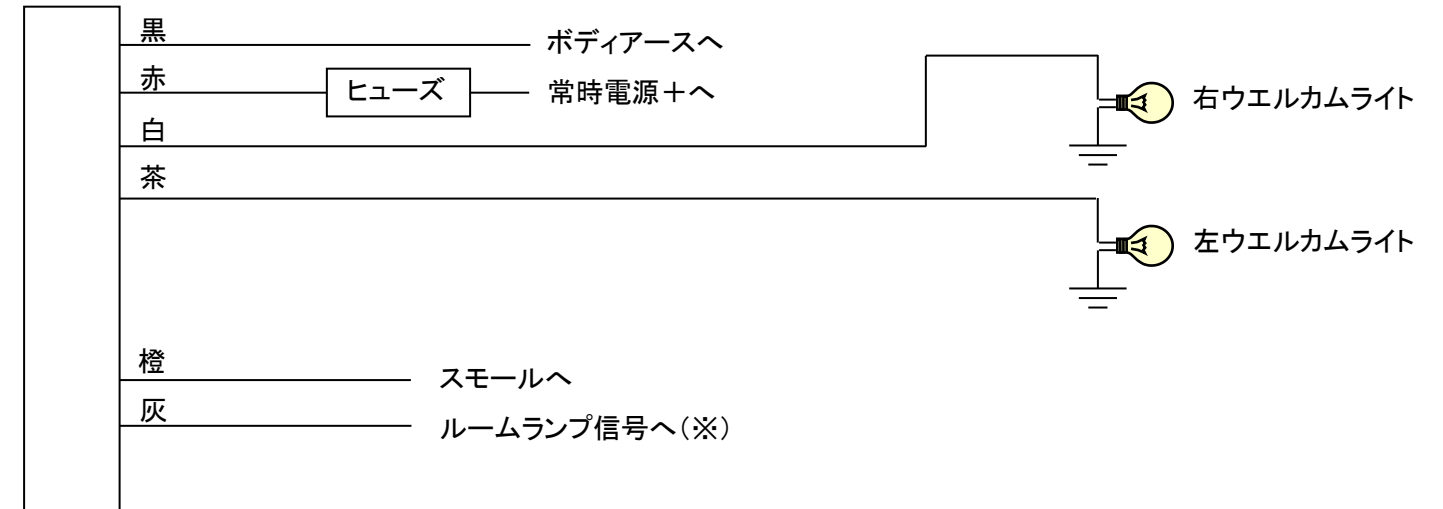 黒
ボディアースへ
赤
ヒューズ
常時電源+へ
右ウエルカムライト
白
茶
左ウエルカムライト
橙
スモールへ
灰
ルームランプ信号へ(※)